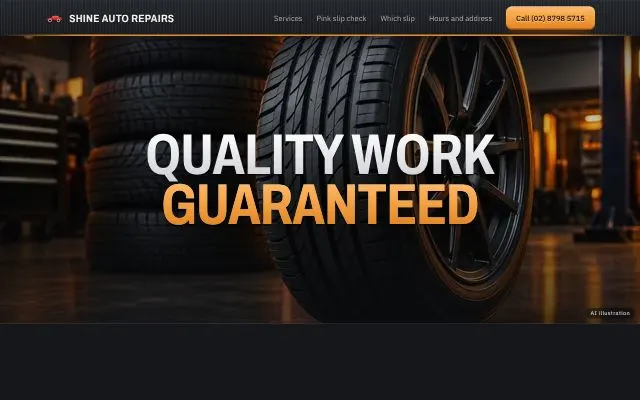 SHINE AUTO REPAIRS
Services
Pink slip check
Which slip
Hours and address
Call (02) 8798 5715
QUALITY WORK
GUARANTEED
AI illustration